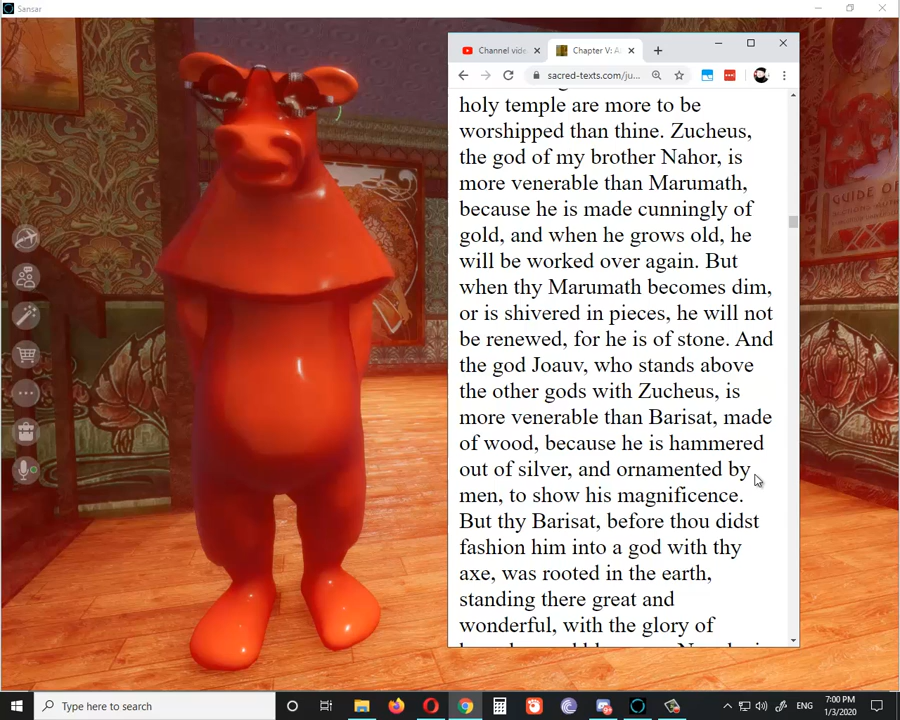 Sansar
Channel vide
Chapter V: A
sacred-texts.com/ju...
holy temple are more to be
worshipped than thine. Zucheus,
the god of my brother Nahor, is
more venerable than Marumath,
because he is made cunningly of
gold, and when he grows old, he
will be worked over again. But
when thy Marumath becomes dim,
or is shivered in pieces, he will not
be renewed, for he is of stone. And
the god Joauv, who stands above
the other gods with Zucheus, is
more venerable than Barisat, made
of wood, because he is hammered
out of silver, and ornamented by
men, to show his magnificence.
But thy Barisat, before thou didst
fashion him into a god with thy
axe, was rooted in the earth,
standing there great and
wonderful, with the glory of
GUIDE OF
Type here to search
ENG
7:00 PM
1/3/2020